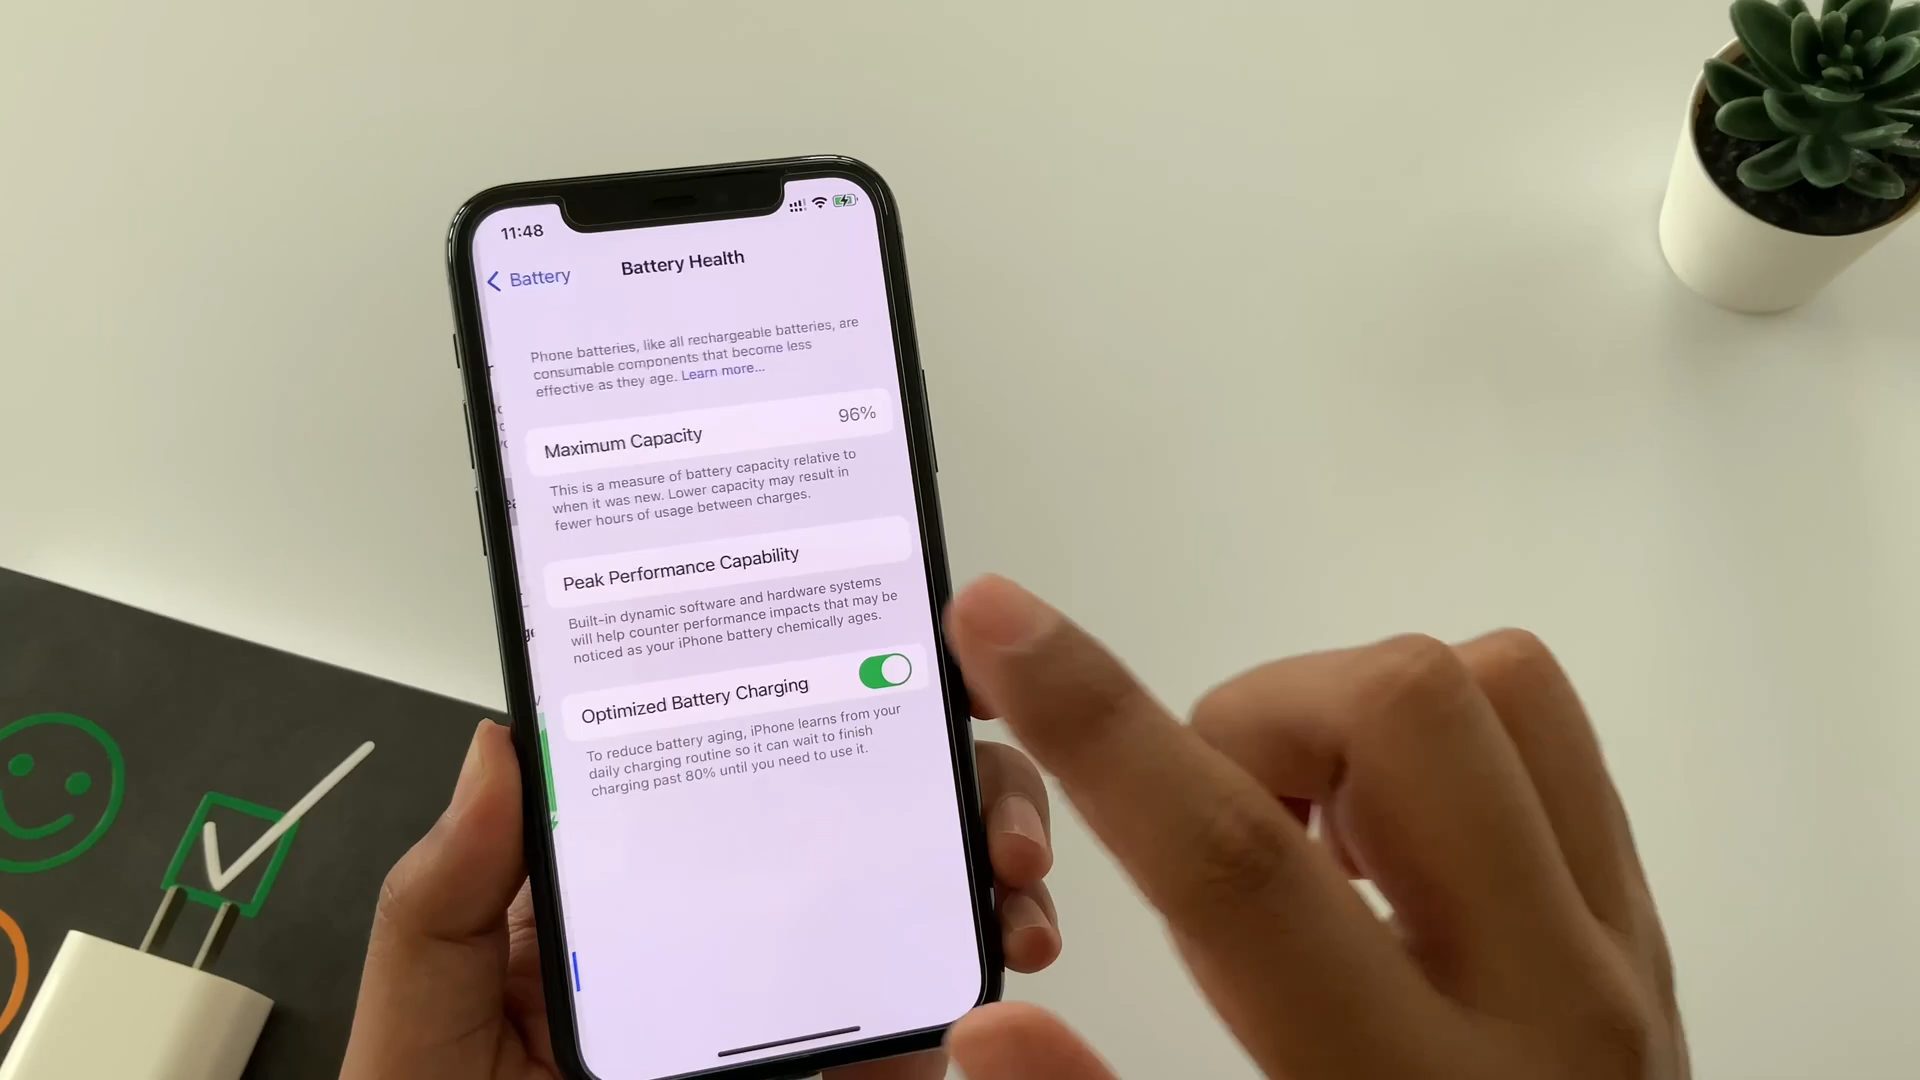 11:48
Battery
Battery Health
Phone batteries, like all rechargeable batteries, are
consumable components that become less
effective as they age. Learn more...
Maximum Capacity 96%
This is a measure of battery capacity relative to
when it was new. Lower capacity may result in
fewer hours of usage between charges.
Peak Performance Capability
Built-in dynamic software and hardware systems
will help counter performance impacts that may be
noticed as your iPhone battery chemically ages.
Optimized Battery Charging
To reduce battery aging, iPhone learns from your
daily charging routine so it can wait to finish
charging past 80% until you need to use it.